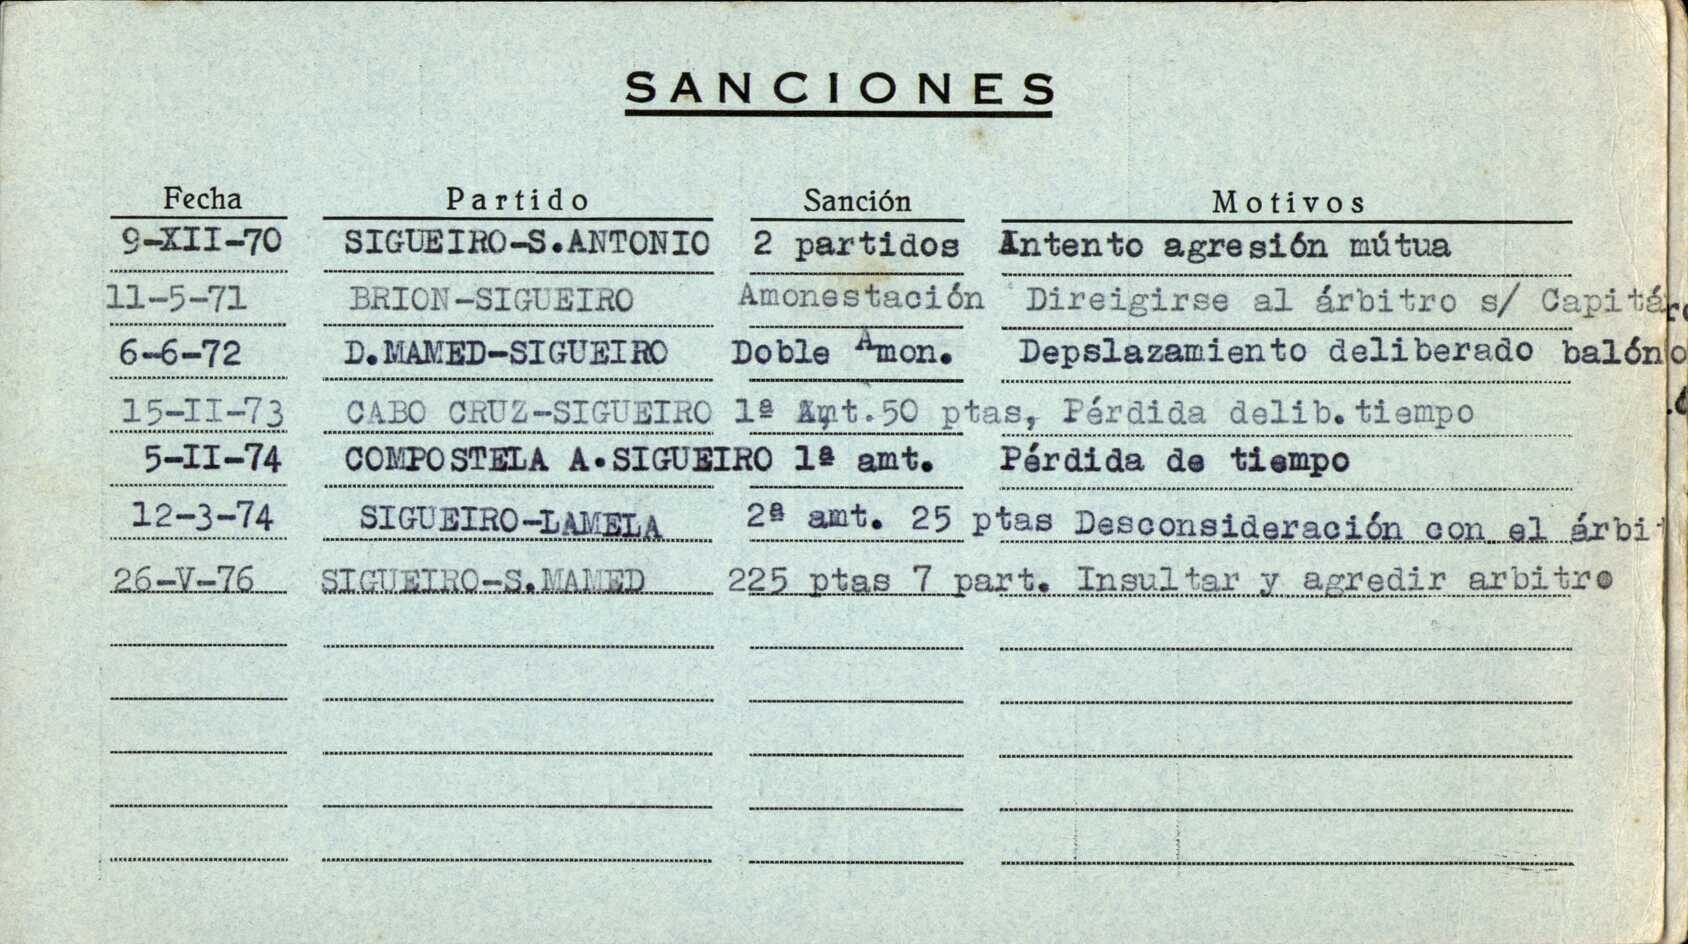 SANCIONES
Fecha Partido Sanción Motivos
9-XII-70 SIGUEIRO-S.ANTONIO 2 partidos Intento agresión mútua
11-5-71 BRION-SIGUEIRO Amonestación Direigirse al árbitro s/ Capitá
6-6-72 D.MAMED-SIGUEIRO Doble Amon. Depslazamiento deliberado balón
15-II-73 CABO CRUZ-SIGUEIRO 1ª Amt.50 ptas, Pérdida delib.tiempo
5-II-74 COMPOSTELA A.SIGUEIRO 1ª amt. Pérdida de tiempo
12-3-74 SIGUEIRO-LAMELA 2ª amt. 25 ptas Desconsideración con el árbit
26-V-76 SIGUEIRO-S.MAMED 225 ptas 7 part. Insultar y agredir arbitro